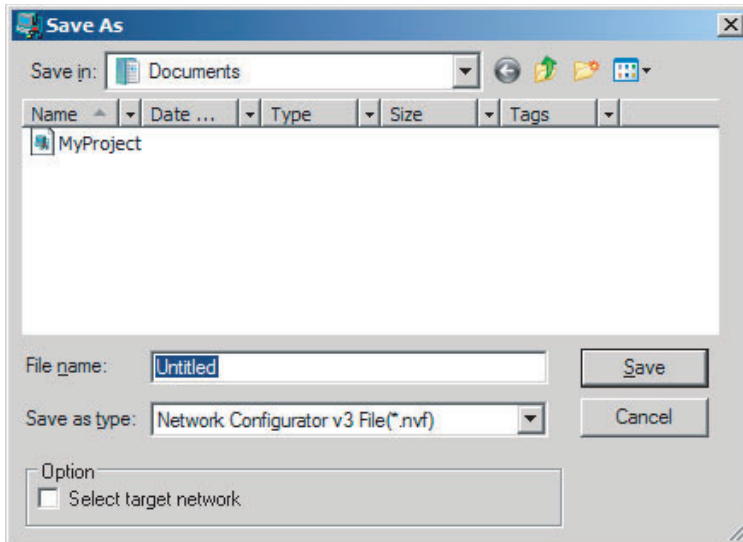 Save As
Save in: Documents
Name Date ... Type Size Tags
MyProject
File name: Untitled Save
Save as type: Network Configurator v3 File(*.nvf) Cancel
Option
Select target network